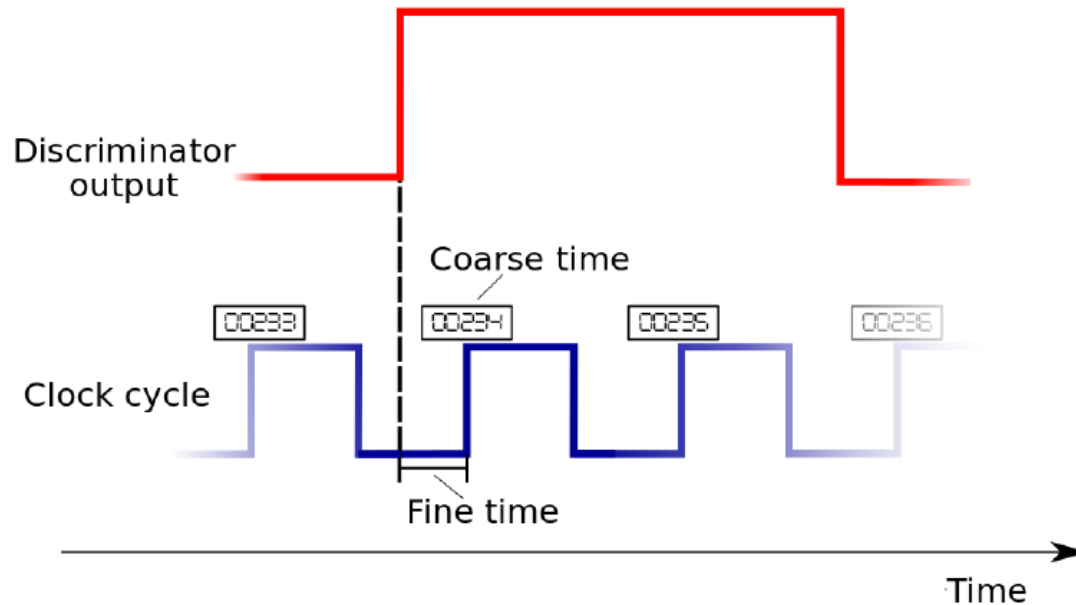 Discriminator
output
Coarse time
00233
00234
00235
00236
Clock cycle
Fine time
Time